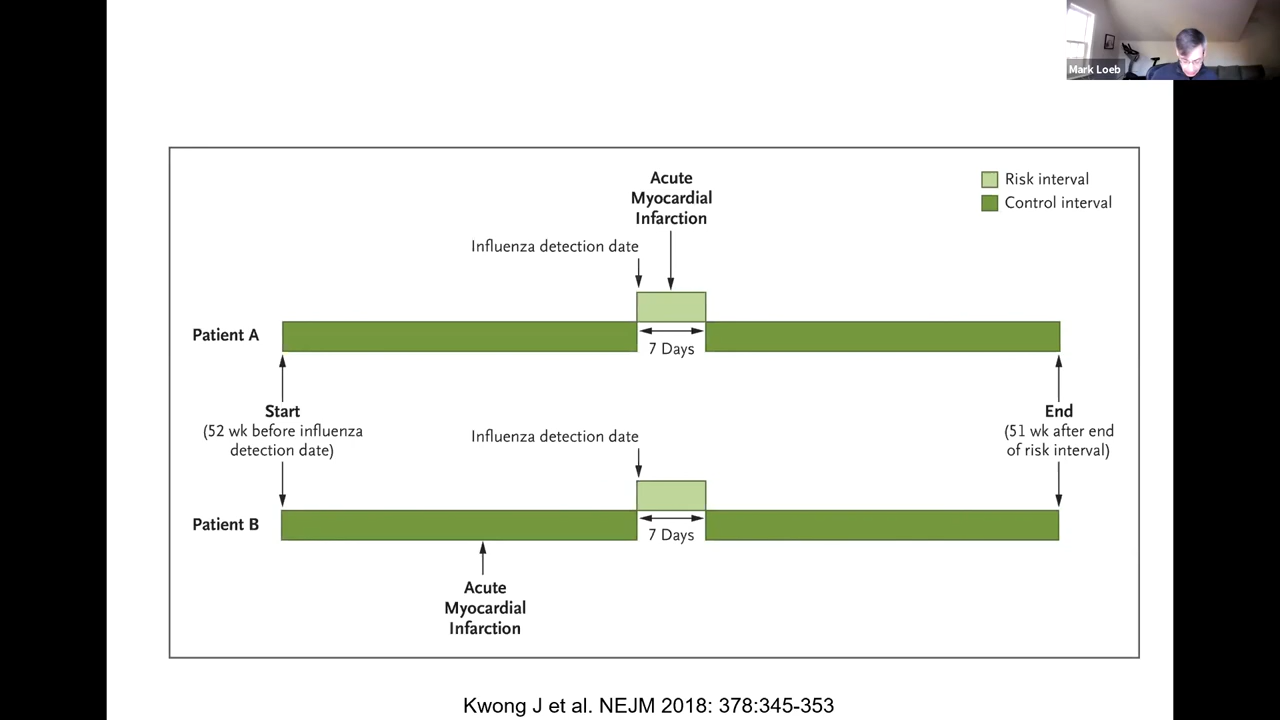 Mark Loeb
Acute
Myocardial
Infarction
Risk interval
Control interval
Influenza detection date
Patient A
7 Days
Start
(52 wk before influenza
detection date)
End
(51 wk after end
of risk interval)
Influenza detection date
Patient B
7 Days
Acute
Myocardial
Infarction
Kwong J et al. NEJM 2018: 378:345-353